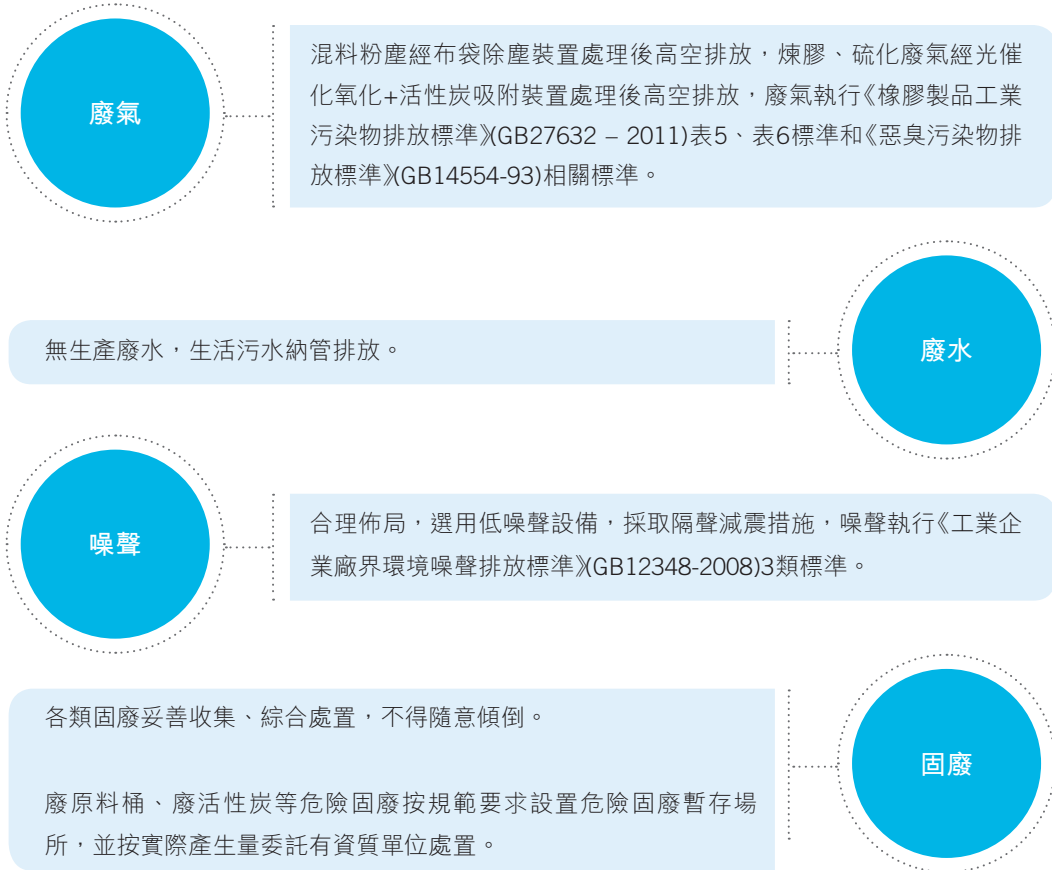 廢氣
混料粉塵經布袋除塵裝置處理後高空排放，煉膠、硫化廢氣經光催
化氧化+活性炭吸附裝置處理後高空排放，廢氣執行《橡膠製品工業
污染物排放標準》(GB27632 – 2011)表5、表6標準和《惡臭污染物排
放標準》(GB14554-93)相關標準。
無生產廢水，生活污水納管排放。
廢水
噪聲
合理佈局，選用低噪聲設備，採取隔聲減震措施，噪聲執行《工業企
業廠界環境噪聲排放標準》(GB12348-2008)3類標準。
各類固廢妥善收集、綜合處置，不得隨意傾倒。
廢原料桶、廢活性炭等危險固廢按規範要求設置危險固廢暫存場
所，並按實際產生量委託有資質單位處置。
固廢